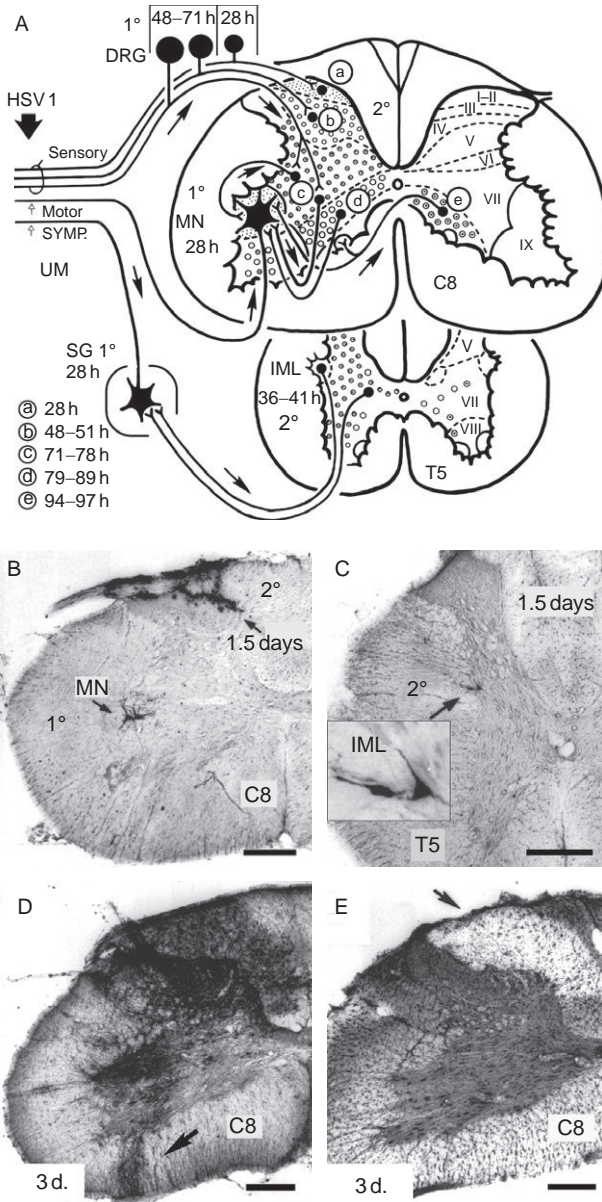 A
1°
48–71 h
28 h
DRG
HSV 1
Sensory
Motor
SYMP.
UM
1°
MN
28 h
2°
a
b
c
d
e
I–II
III
IV
V
VI
VII
IX
C8
SG 1°
28 h
IML
36–41 h
2°
V
VII
VIII
T5
a 28 h
b 48–51 h
c 71–78 h
d 79–89 h
e 94–97 h
B
2°
1.5 days
MN
1°
C8
C
1.5 days
2°
IML
T5
D
C8
3 d.
E
C8
3 d.